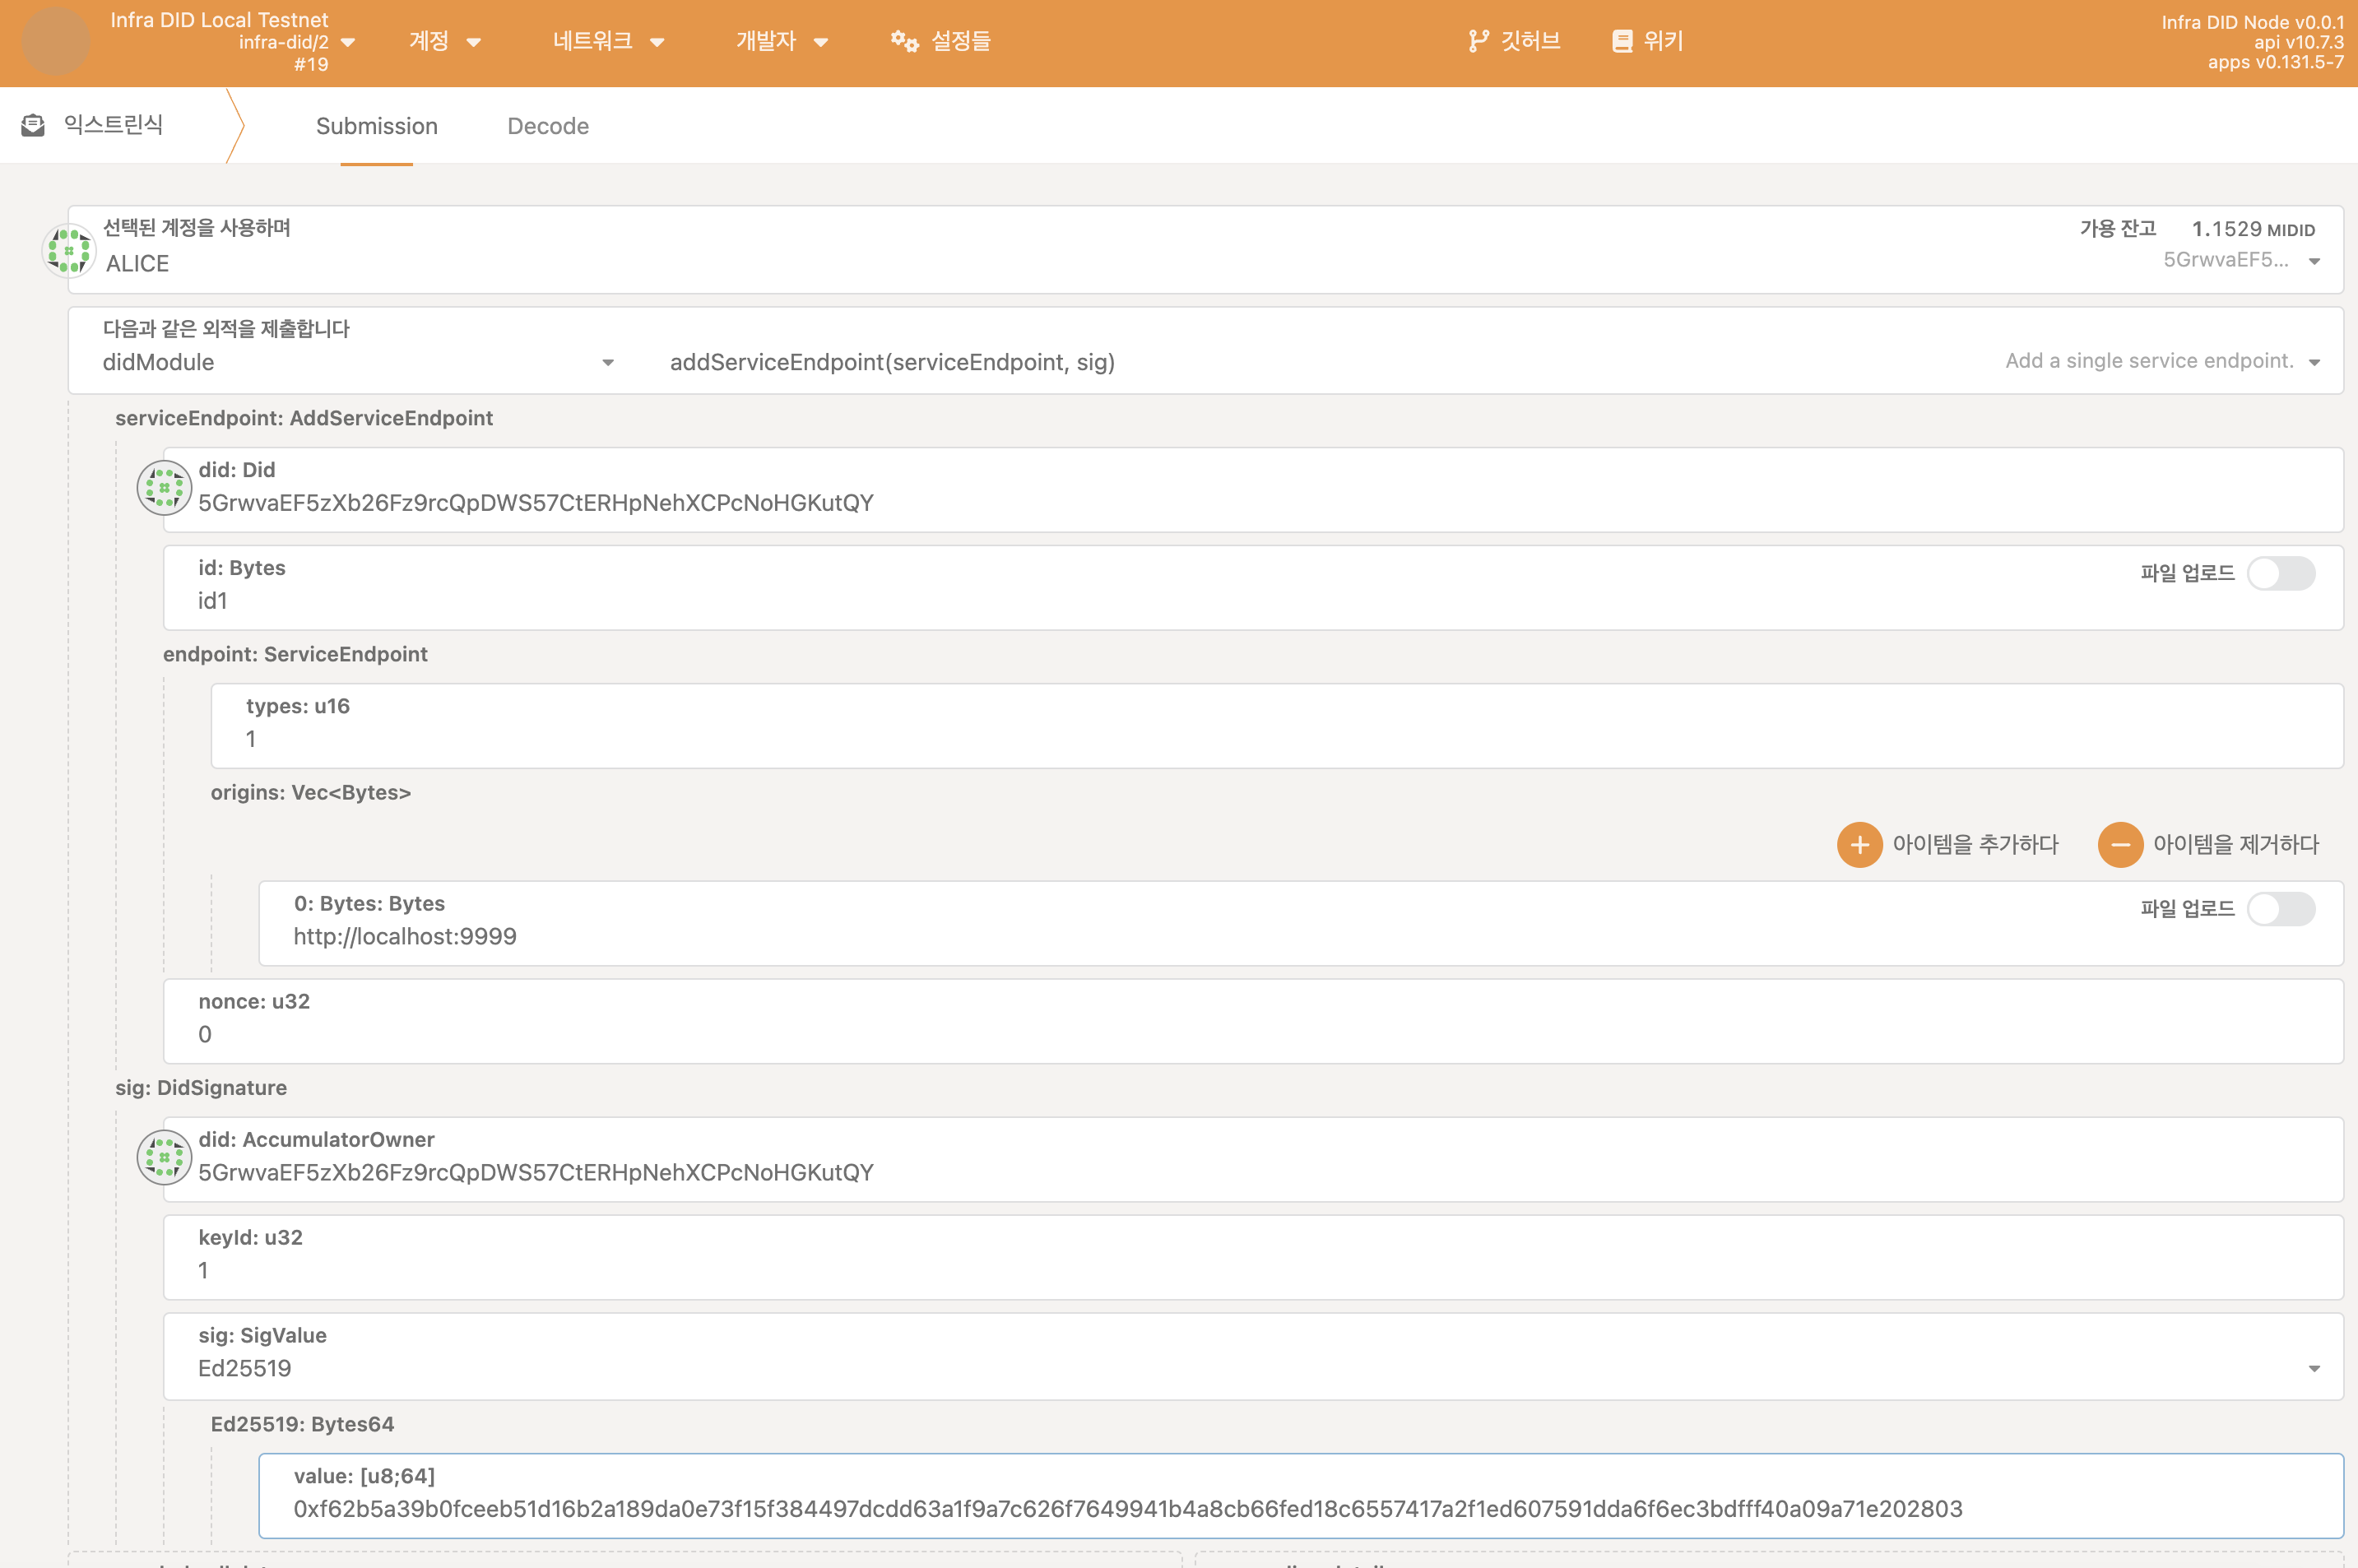 Infra DID Local Testnet
infra-did/2
#19
계정
네트워크
개발자
설정들
깃허브
위키
Infra DID Node v0.0.1
api v10.7.3
apps v0.131.5-7
익스트린식
Submission
Decode
선택된 계정을 사용하며
ALICE
가용 잔고 1.1529 MIDID
5GrwvaEF5...
다음과 같은 외적을 제출합니다
didModule
addServiceEndpoint(serviceEndpoint, sig)
Add a single service endpoint.
serviceEndpoint: AddServiceEndpoint
did: Did
5GrwvaEF5zXb26Fz9rcQpDWS57CtERHpNehXCPcNoHGKutQY
id: Bytes
id1
파일 업로드
endpoint: ServiceEndpoint
types: u16
1
origins: Vec<Bytes>
아이템을 추가하다
아이템을 제거하다
0: Bytes: Bytes
http://localhost:9999
파일 업로드
nonce: u32
0
sig: DidSignature
did: AccumulatorOwner
5GrwvaEF5zXb26Fz9rcQpDWS57CtERHpNehXCPcNoHGKutQY
keyId: u32
1
sig: SigValue
Ed25519
Ed25519: Bytes64
value: [u8;64]
0xf62b5a39b0fceeb51d16b2a189da0e73f15f384497dcdd63a1f9a7c626f7649941b4a8cb66fed18c6557417a2f1ed607591dda6f6ec3bdfff40a09a71e202803